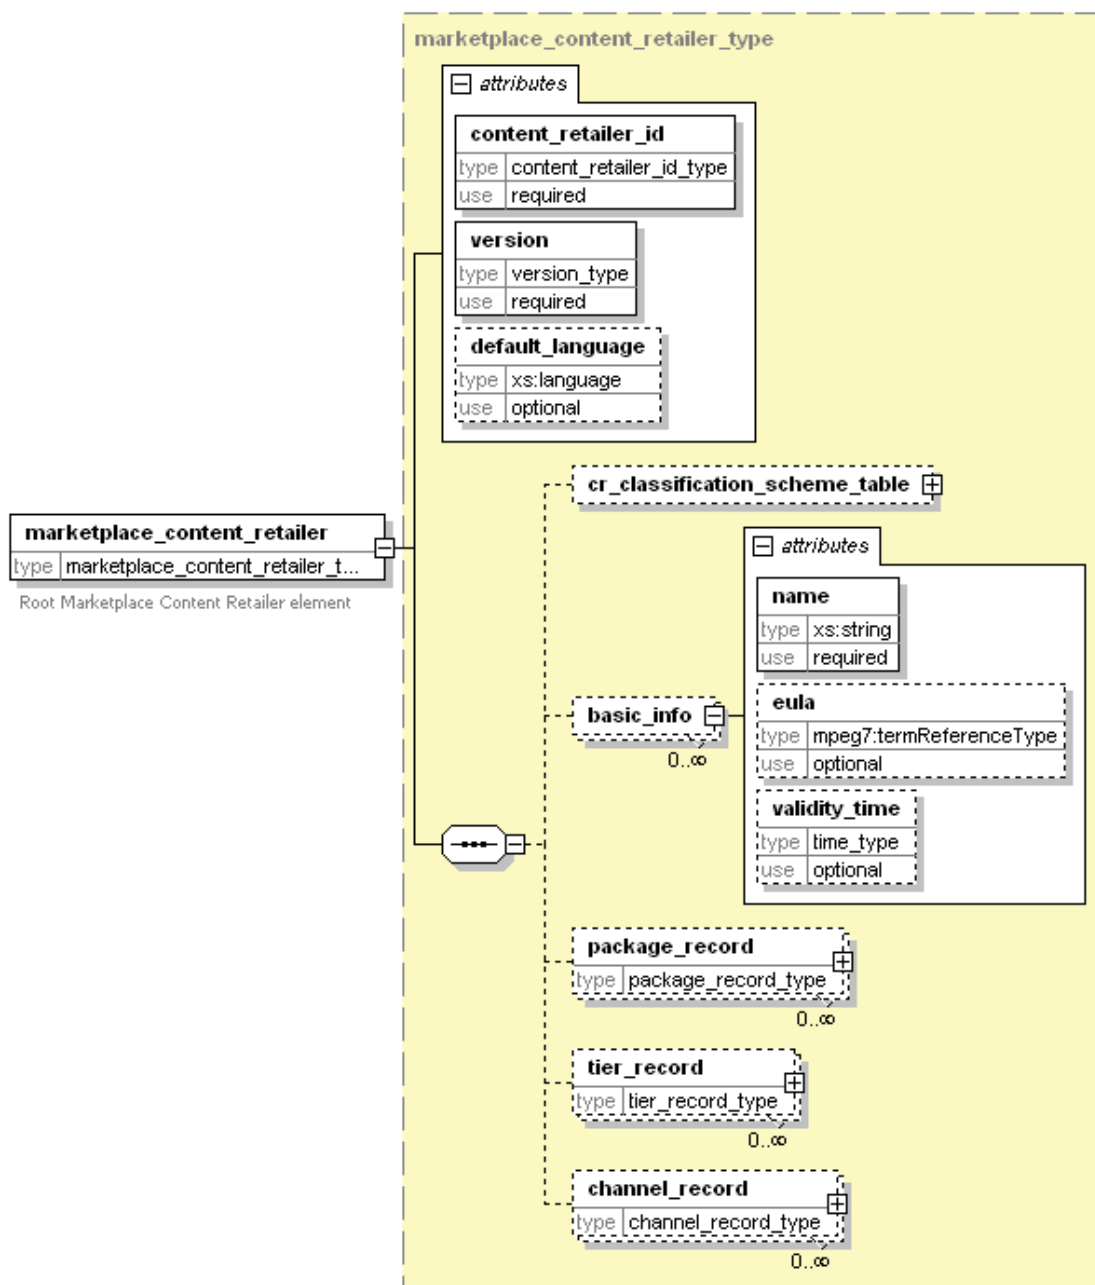 marketplace_content_retailer_type
attributes
content_retailer_id
type content_retailer_id_type
use required
version
type version_type
use required
default_language
type xs:language
use optional
cr_classification_scheme_table
marketplace_content_retailer
type marketplace_content_retailer_t...
Root Marketplace Content Retailer element
attributes
name
type xs:string
use required
basic_info
0..∞
eula
type mpeg7:termReferenceType
use optional
validity_time
type time_type
use optional
package_record
type package_record_type
0..∞
tier_record
type tier_record_type
0..∞
channel_record
type channel_record_type
0..∞